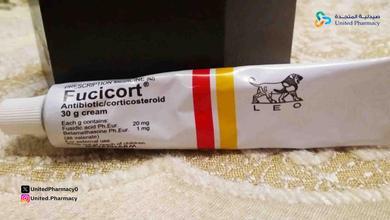 صيدلية المتحدة
United Pharmacy
PRESCRIPTION MEDICINE
Fucicort®
Antibiotic/corticosteroid
30 g cream
Each g contains:
Fusidic acid Ph.Eur. 20 mg
Betamethasone Ph.Eur. 1 mg
(as valerate)
LEO
UnitedPharmacy0
United.Pharmacy